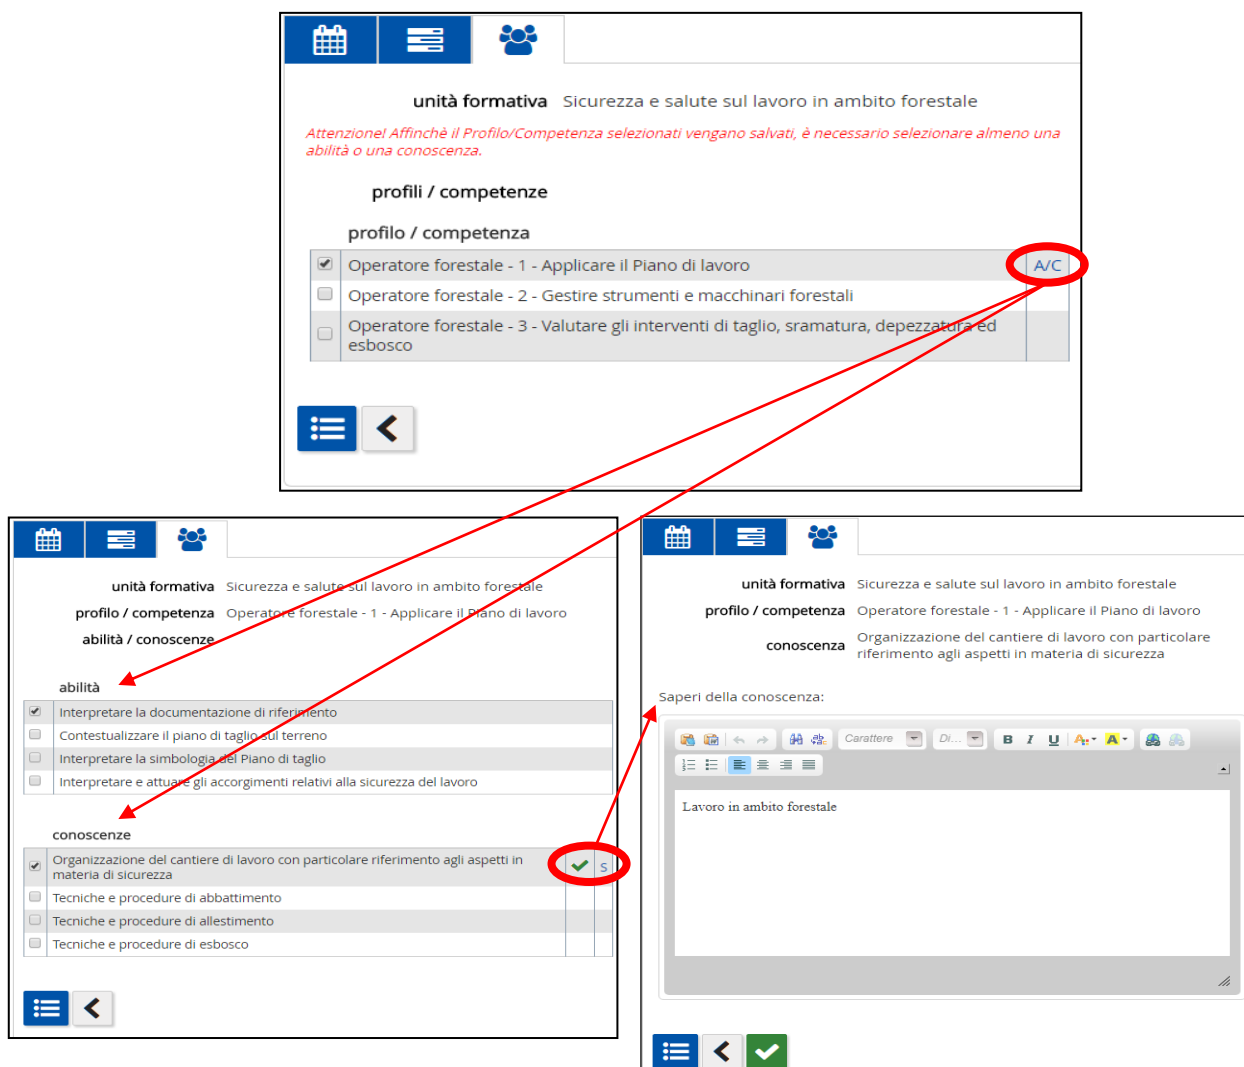 unità formativa Sicurezza e salute sul lavoro in ambito forestale
Attenzione! Affinchè il Profilo/Competenza selezionati vengano salvati, è necessario selezionare almeno una
abilità o una conoscenza.
profili / competenze
profilo / competenza
Operatore forestale - 1 - Applicare il Piano di lavoro A/C
Operatore forestale - 2 - Gestire strumenti e macchinari forestali
Operatore forestale - 3 - Valutare gli interventi di taglio, sramatura, depezzatura ed
esbosco
unità formativa Sicurezza e salute sul lavoro in ambito forestale
profilo / competenza Operatore forestale - 1 - Applicare il Piano di lavoro
abilità / conoscenze
abilità
Interpretare la documentazione di riferimento
Contestualizzare il piano di taglio sul terreno
Interpretare la simbologia del Piano di taglio
Interpretare e attuare gli accorgimenti relativi alla sicurezza del lavoro
conoscenze
Organizzazione del cantiere di lavoro con particolare riferimento agli aspetti in
materia di sicurezza S
Tecniche e procedure di abbattimento
Tecniche e procedure di allestimento
Tecniche e procedure di esbosco
unità formativa Sicurezza e salute sul lavoro in ambito forestale
profilo / competenza Operatore forestale - 1 - Applicare il Piano di lavoro
conoscenza Organizzazione del cantiere di lavoro con particolare
riferimento agli aspetti in materia di sicurezza
Saperi della conoscenza:
Carattere Di... B I U A A
Lavoro in ambito forestale